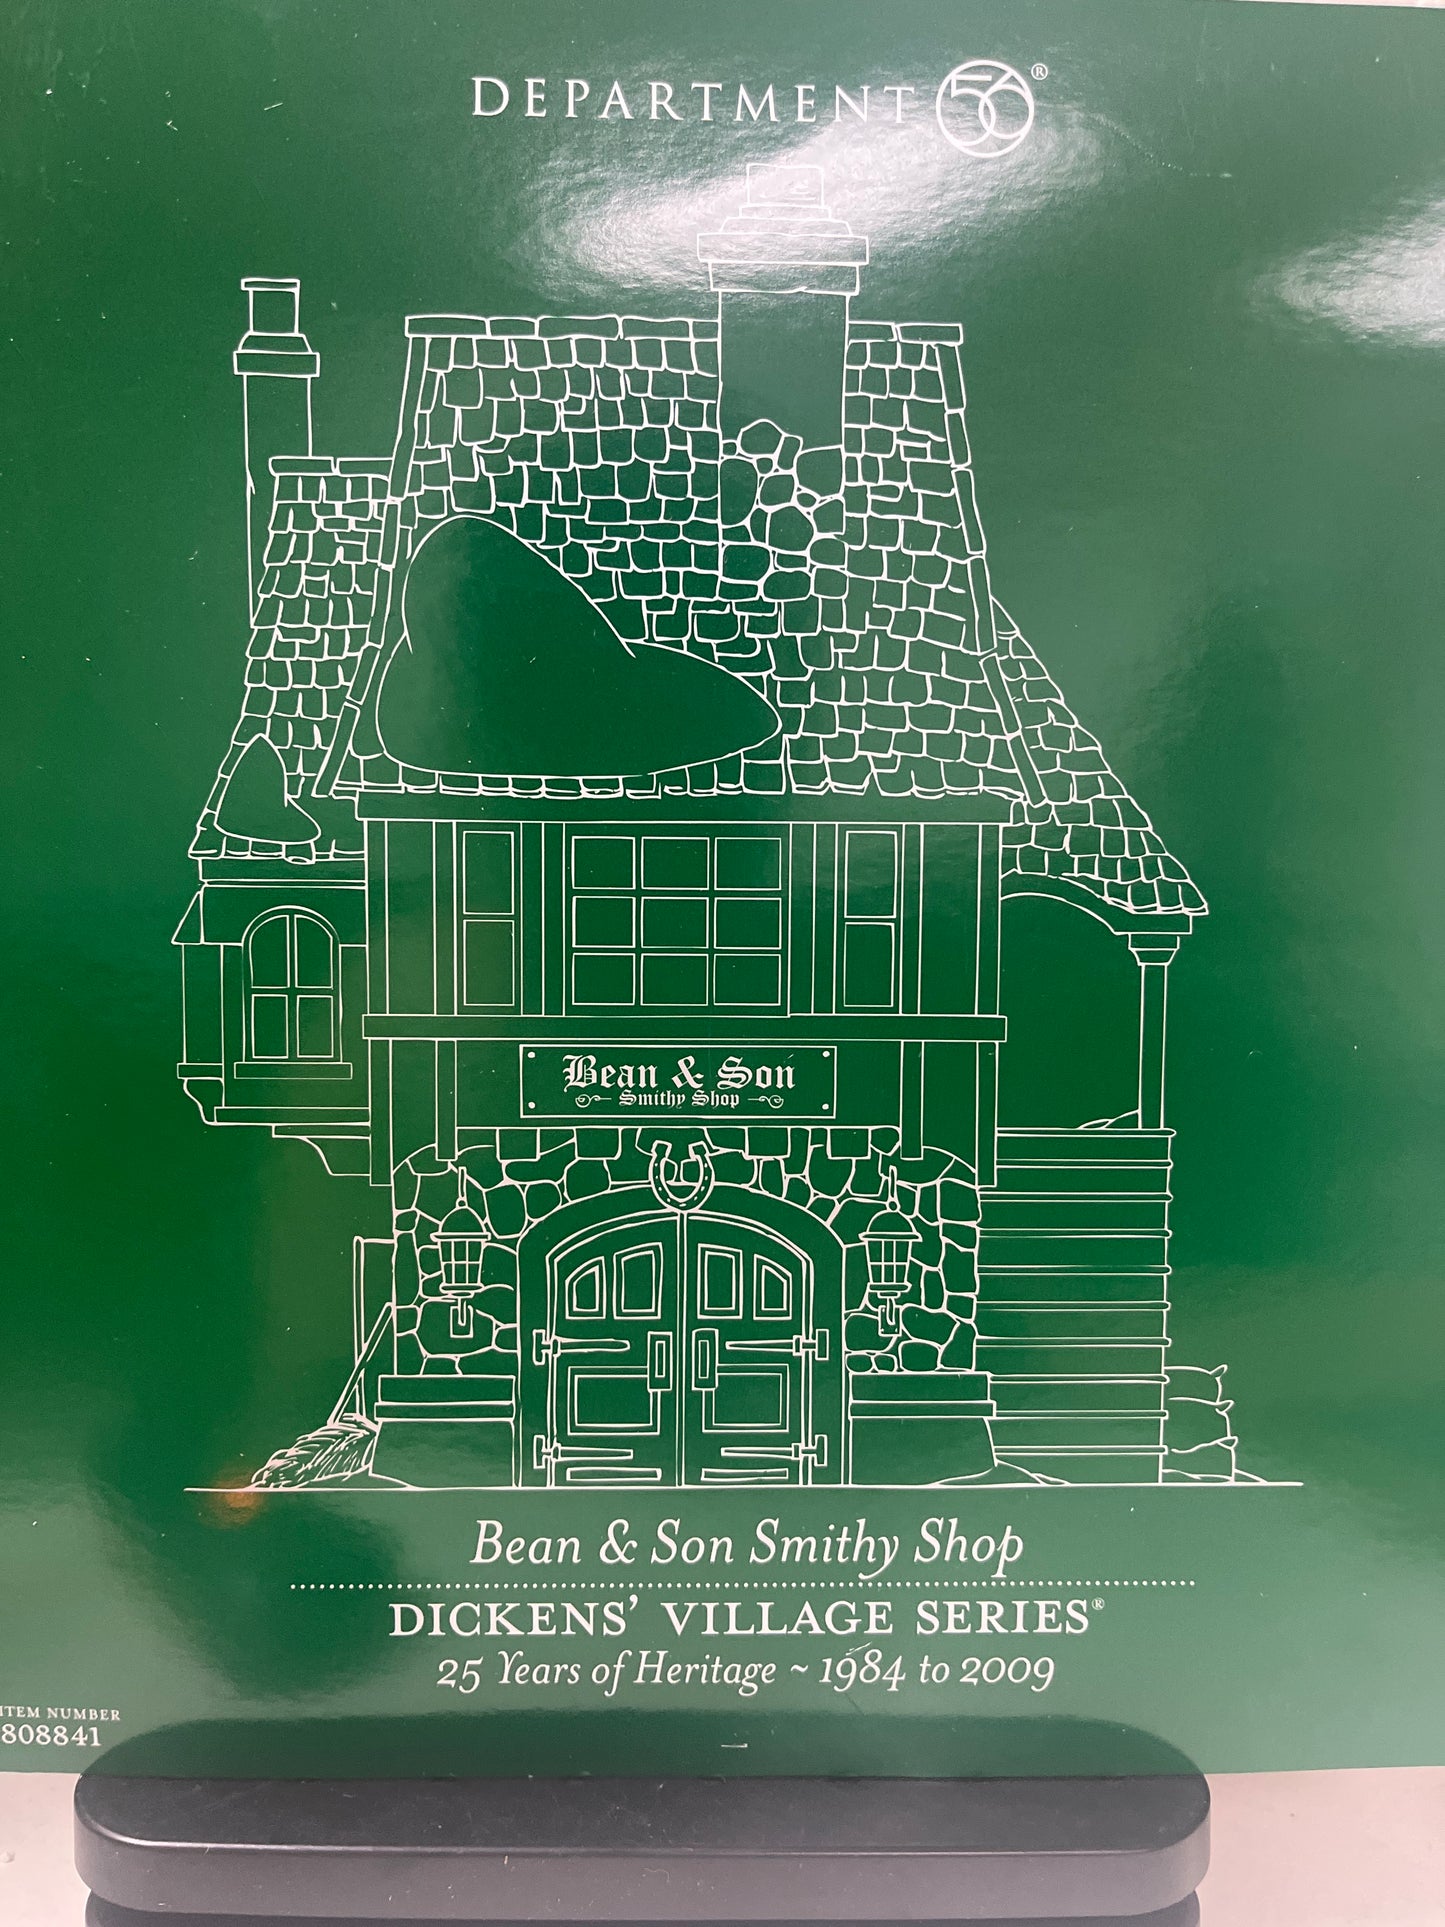 DEPARTMENT 56®
Bean & Son
Smithy Shop
Bean & Son Smithy Shop
DICKENS' VILLAGE SERIES®
25 Years of Heritage ~ 1984 to 2009
ITEM NUMBER
808841